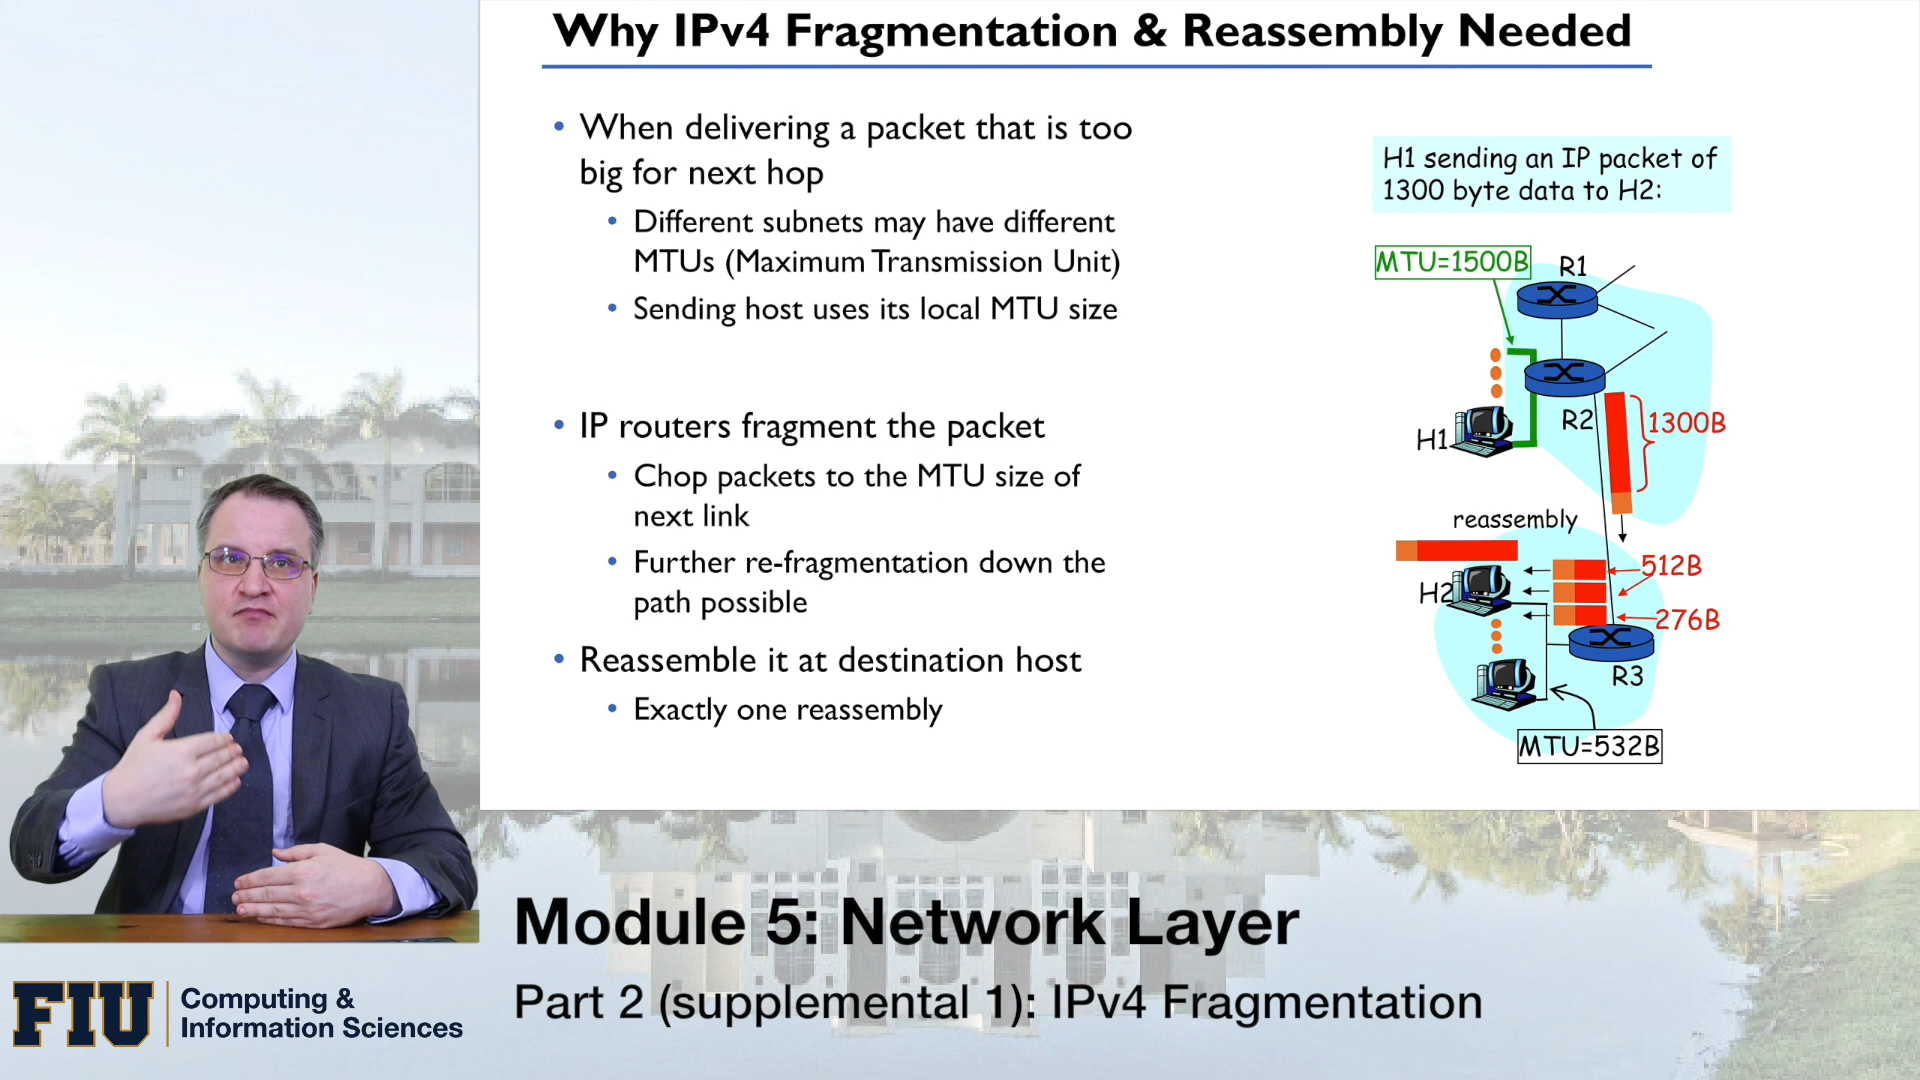 Why IPv4 Fragmentation & Reassembly Needed
• When delivering a packet that is too
big for next hop
• Different subnets may have different
MTUs (Maximum Transmission Unit)
• Sending host uses its local MTU size
• IP routers fragment the packet
• Chop packets to the MTU size of
next link
• Further re-fragmentation down the
path possible
• Reassemble it at destination host
• Exactly one reassembly
H1 sending an IP packet of
1300 byte data to H2:
MTU=1500B
R1
R2
1300B
H1
reassembly
512B
H2
276B
R3
MTU=532B
Module 5: Network Layer
Part 2 (supplemental 1): IPv4 Fragmentation
FIU
Computing &
Information Sciences